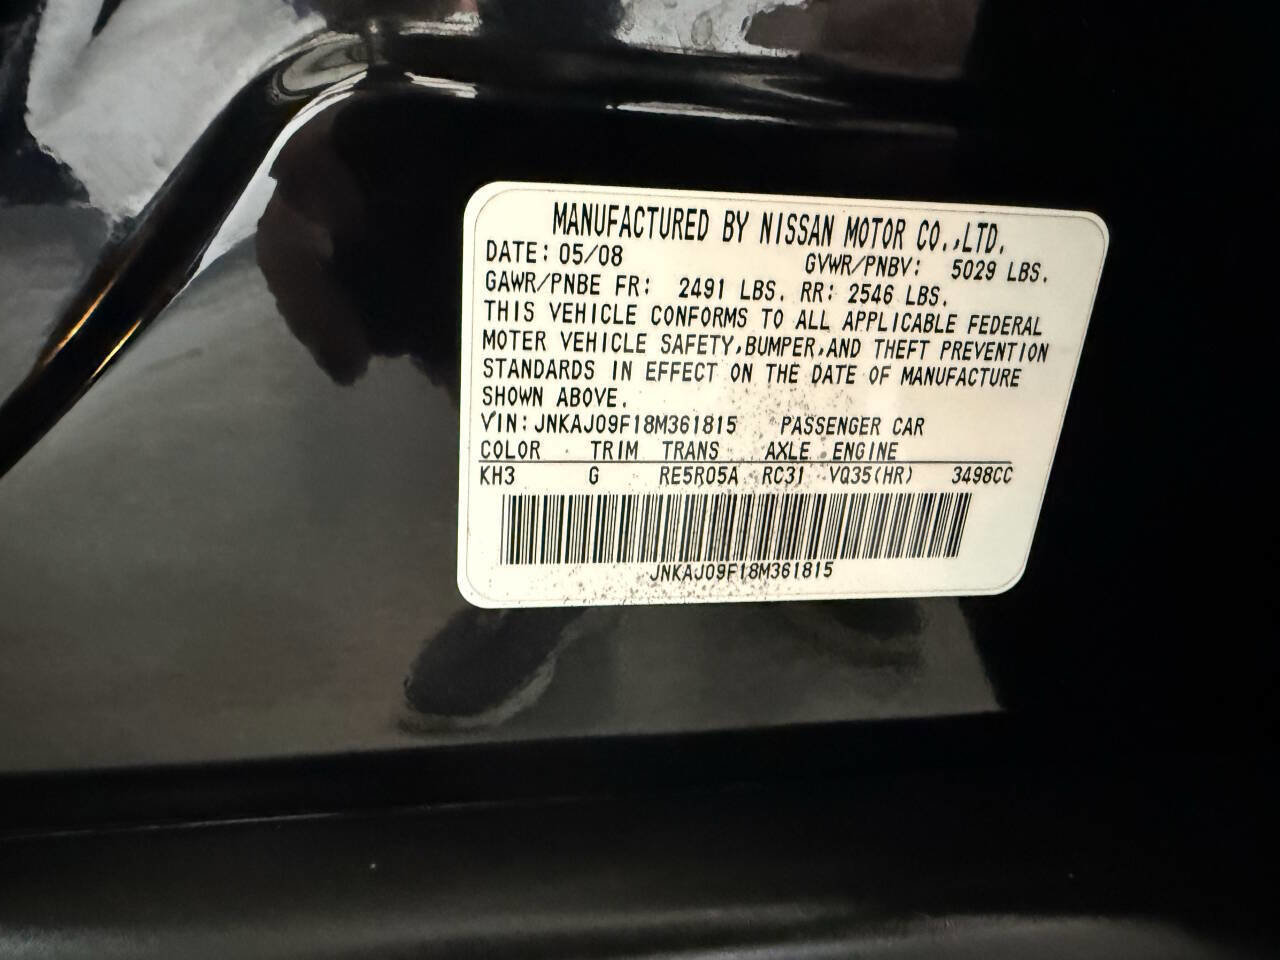 MANUFACTURED BY NISSAN MOTOR CO.,LTD.
DATE: 05/08 GVWR/PNBV: 5029 LBS.
GAWR/PNBE FR: 2491 LBS. RR: 2546 LBS.
THIS VEHICLE CONFORMS TO ALL APPLICABLE FEDERAL
MOTER VEHICLE SAFETY,BUMPER,AND THEFT PREVENTION
STANDARDS IN EFFECT ON THE DATE OF MANUFACTURE
SHOWN ABOVE.
VIN: JNKAJ09F18M361815 PASSENGER CAR
COLOR TRIM TRANS AXLE ENGINE
KH3 G RE5R05A RC31 VQ35(HR) 3498CC
JNKAJ09F18M361815